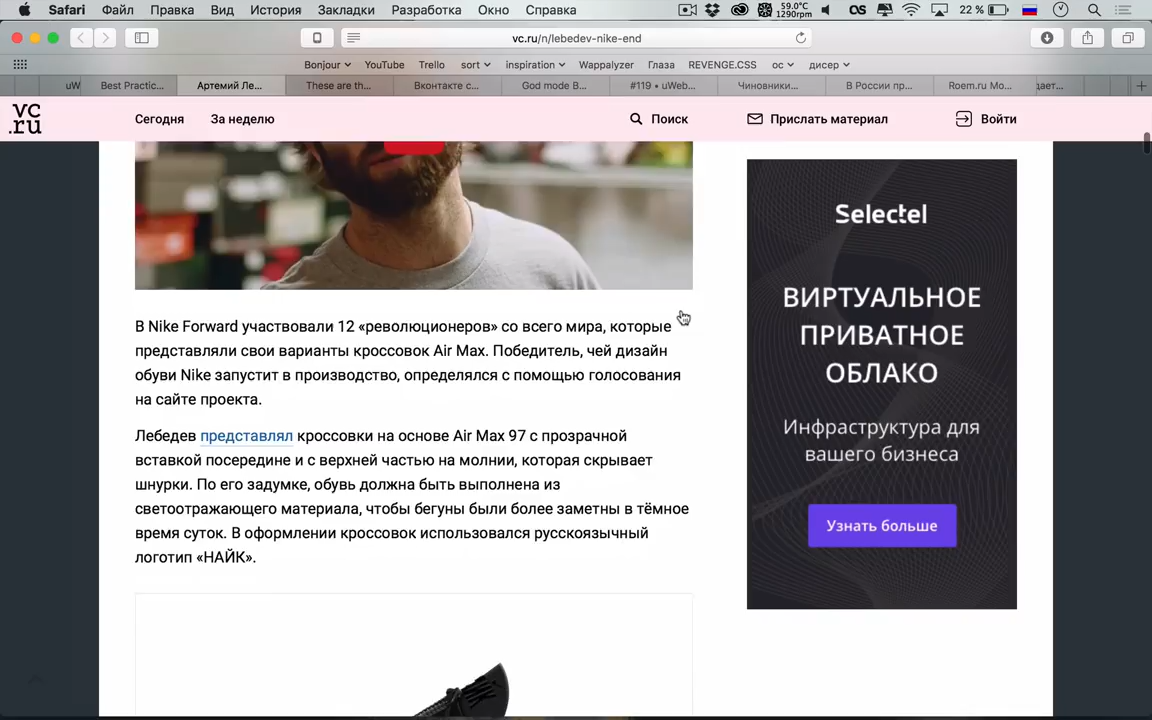 Safari Файл Правка Вид История Закладки Разработка Окно Справка 59.0°C 1290rpm 22 %
vc.ru/n/lebedev-nike-end
Bonjour YouTube Trello sort inspiration Wappalyzer Глаза REVENGE.CSS ос дисер
uW Best Practic... Артемий Ле... These are th... Вконтакте с... God mode B... #119 • uWeb... Чиновники... В России пр... Roem.ru Mo...
vc
.ru
Сегодня За неделю Поиск Прислать материал Войти
В Nike Forward участвовали 12 «революционеров» со всего мира, которые
представляли свои варианты кроссовок Air Max. Победитель, чей дизайн
обуви Nike запустит в производство, определялся с помощью голосования
на сайте проекта.
Лебедев представлял кроссовки на основе Air Max 97 с прозрачной
вставкой посередине и с верхней частью на молнии, которая скрывает
шнурки. По его задумке, обувь должна быть выполнена из
светоотражающего материала, чтобы бегуны были более заметны в тёмное
время суток. В оформлении кроссовок использовался русскоязычный
логотип «НАЙК».
Selectel
ВИРТУАЛЬНОЕ
ПРИВАТНОЕ
ОБЛАКО
Инфраструктура для
вашего бизнеса
Узнать больше